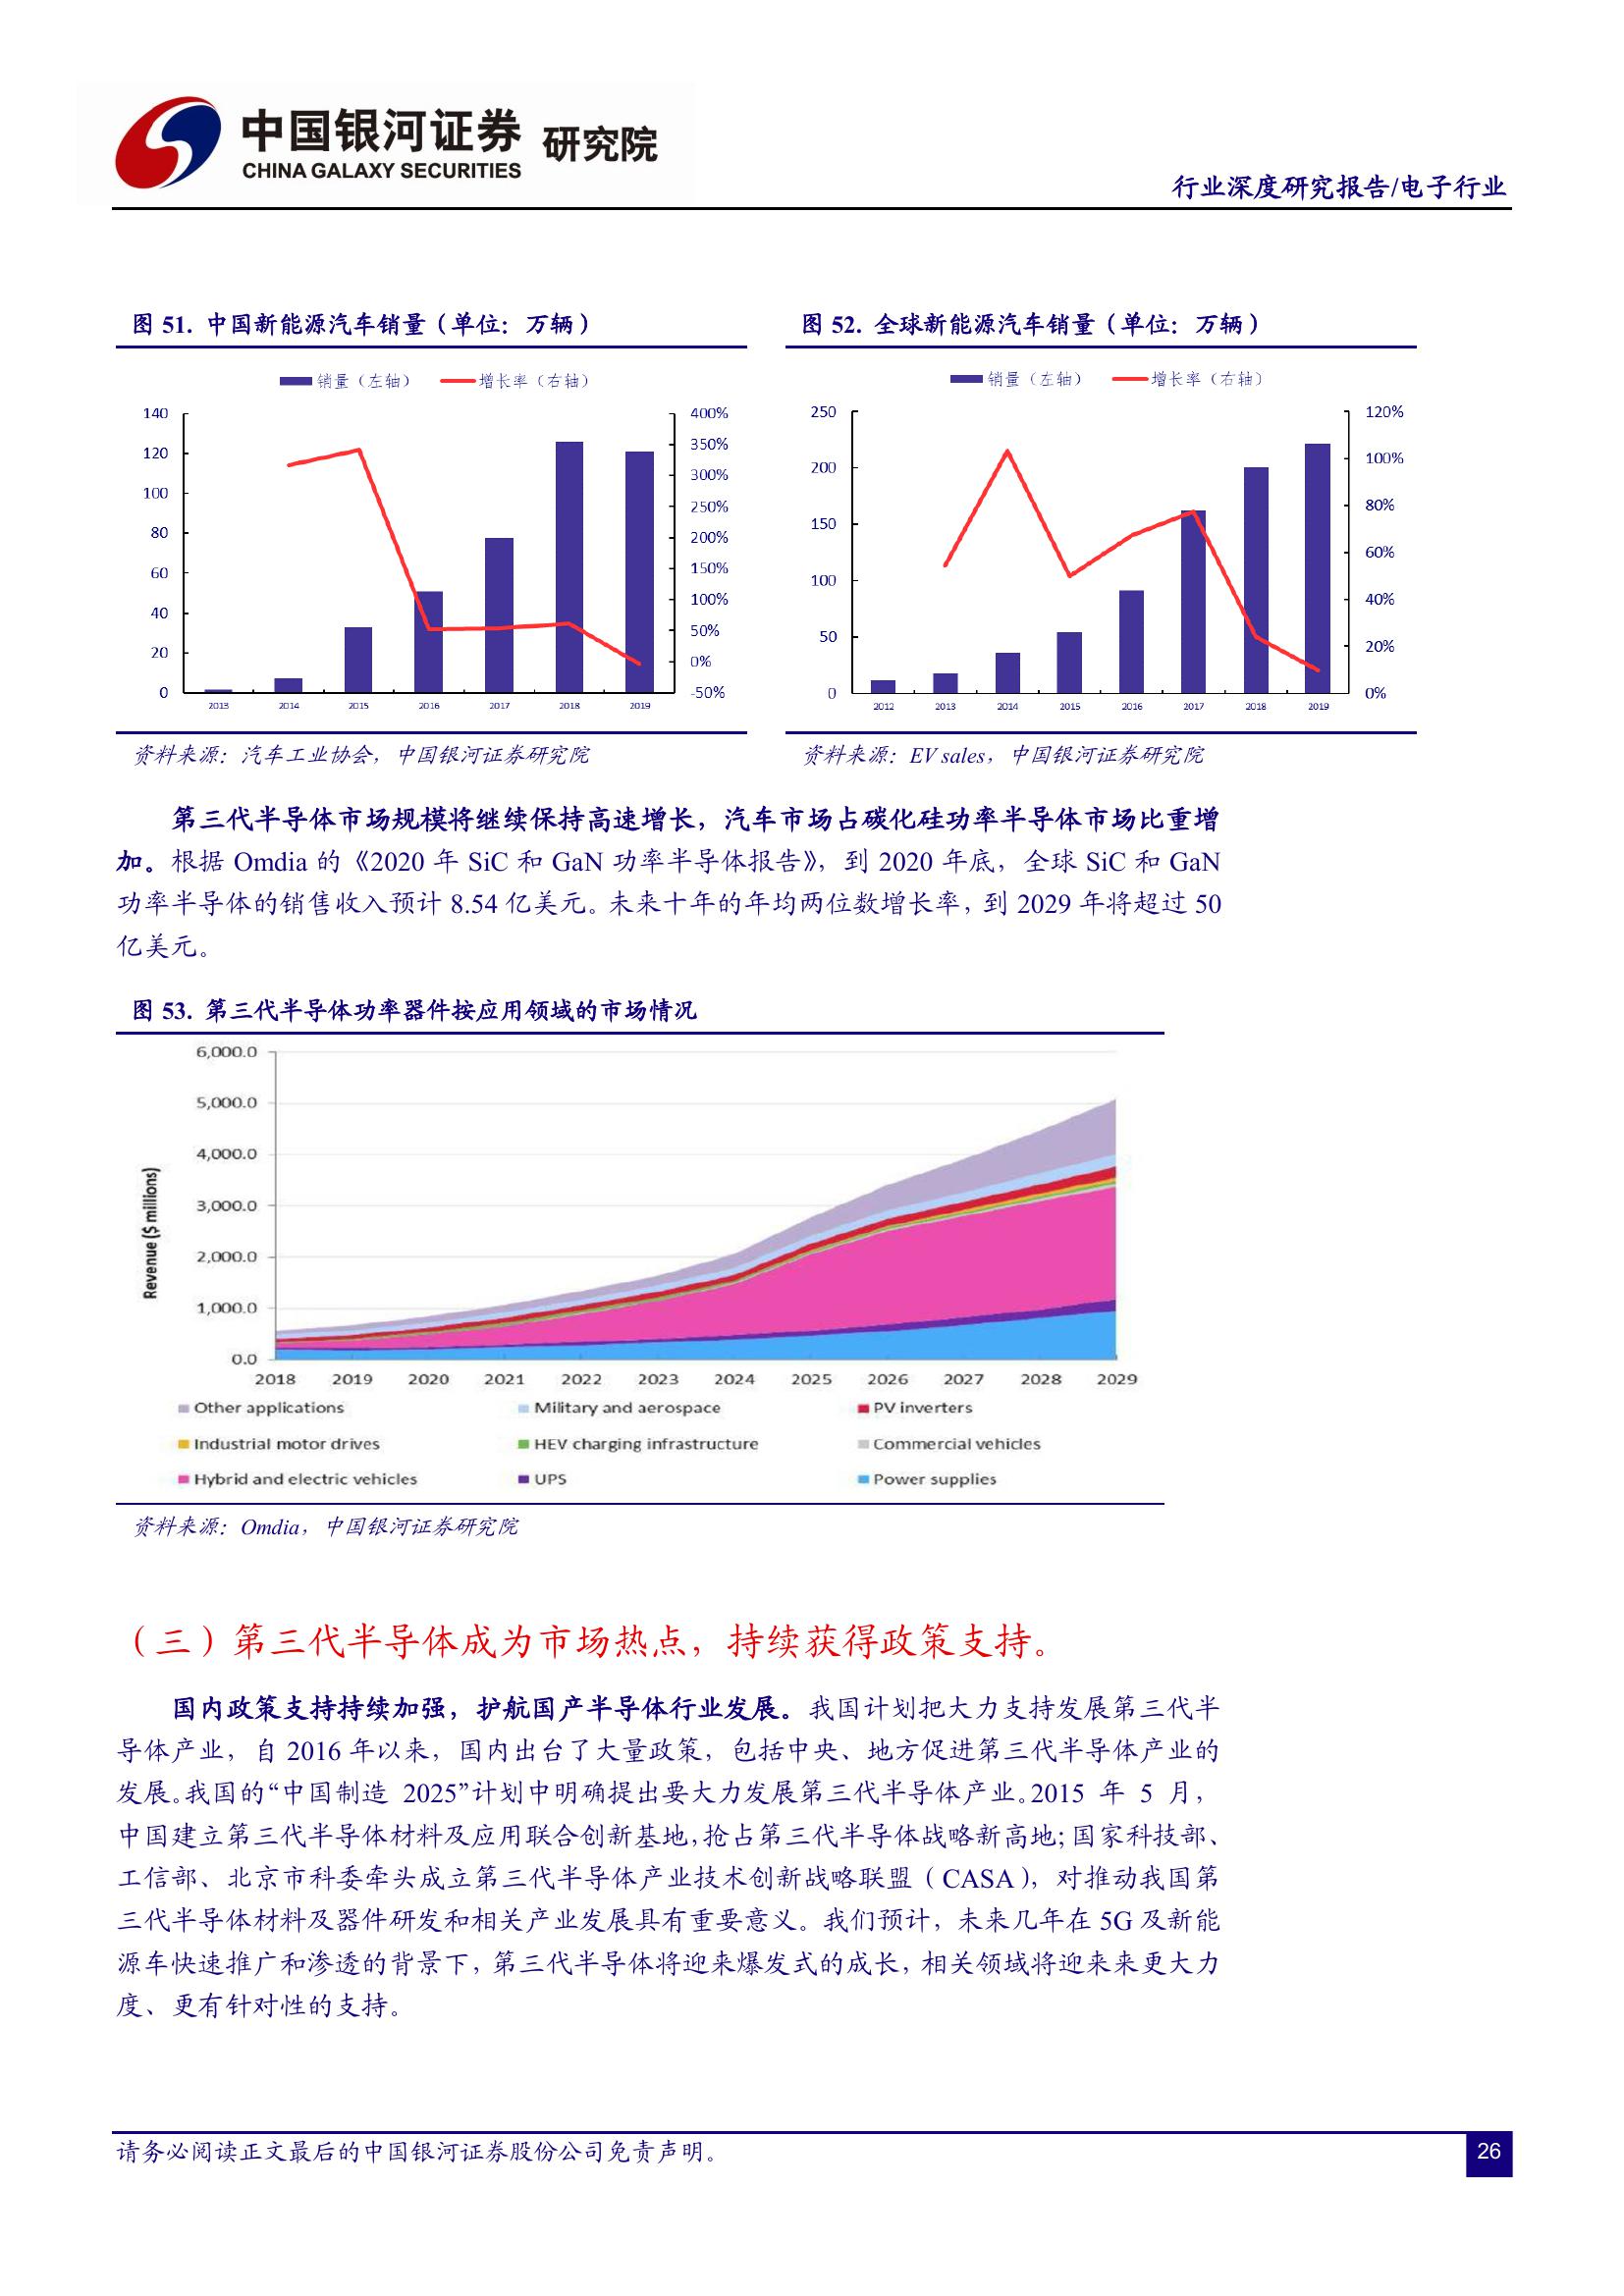 中国银河证券 研究院
CHINA GALAXY SECURITIES
行业深度研究报告/电子行业
图 51. 中国新能源汽车销量（单位：万辆）
销量（左轴） 增长率（右轴）
140 400%
120 350%
100 300%
80 250%
60 200%
40 150%
20 100%
0 50%
0%
-50%
2013 2014 2015 2016 2017 2018 2019
资料来源：汽车工业协会，中国银河证券研究院
图 52. 全球新能源汽车销量（单位：万辆）
销量（左轴） 增长率（右轴）
250 120%
200 100%
150 80%
100 60%
50 40%
0 20%
0%
2012 2013 2014 2015 2016 2017 2018 2019
资料来源：EV sales，中国银河证券研究院
第三代半导体市场规模将继续保持高速增长，汽车市场占碳化硅功率半导体市场比重增
加。根据 Omdia 的《2020 年 SiC 和 GaN 功率半导体报告》，到 2020 年底，全球 SiC 和 GaN
功率半导体的销售收入预计 8.54 亿美元。未来十年的年均两位数增长率，到 2029 年将超过 50
亿美元。
图 53. 第三代半导体功率器件按应用领域的市场情况
Revenue ($ millions)
6,000.0
5,000.0
4,000.0
3,000.0
2,000.0
1,000.0
0.0
2018 2019 2020 2021 2022 2023 2024 2025 2026 2027 2028 2029
Other applications Military and aerospace PV inverters
Industrial motor drives HEV charging infrastructure Commercial vehicles
Hybrid and electric vehicles UPS Power supplies
资料来源：Omdia，中国银河证券研究院
（三）第三代半导体成为市场热点，持续获得政策支持。
国内政策支持持续加强，护航国产半导体行业发展。我国计划把大力支持发展第三代半
导体产业，自 2016 年以来，国内出台了大量政策，包括中央、地方促进第三代半导体产业的
发展。我国的“中国制造 2025”计划中明确提出要大力发展第三代半导体产业。2015 年 5 月，
中国建立第三代半导体材料及应用联合创新基地，抢占第三代半导体战略新高地；国家科技部、
工信部、北京市科委牵头成立第三代半导体产业技术创新战略联盟（CASA），对推动我国第
三代半导体材料及器件研发和相关产业发展具有重要意义。我们预计，未来几年在 5G 及新能
源车快速推广和渗透的背景下，第三代半导体将迎来爆发式的成长，相关领域将迎来来更大力
度、更有针对性的支持。
请务必阅读正文最后的中国银河证券股份公司免责声明。
26